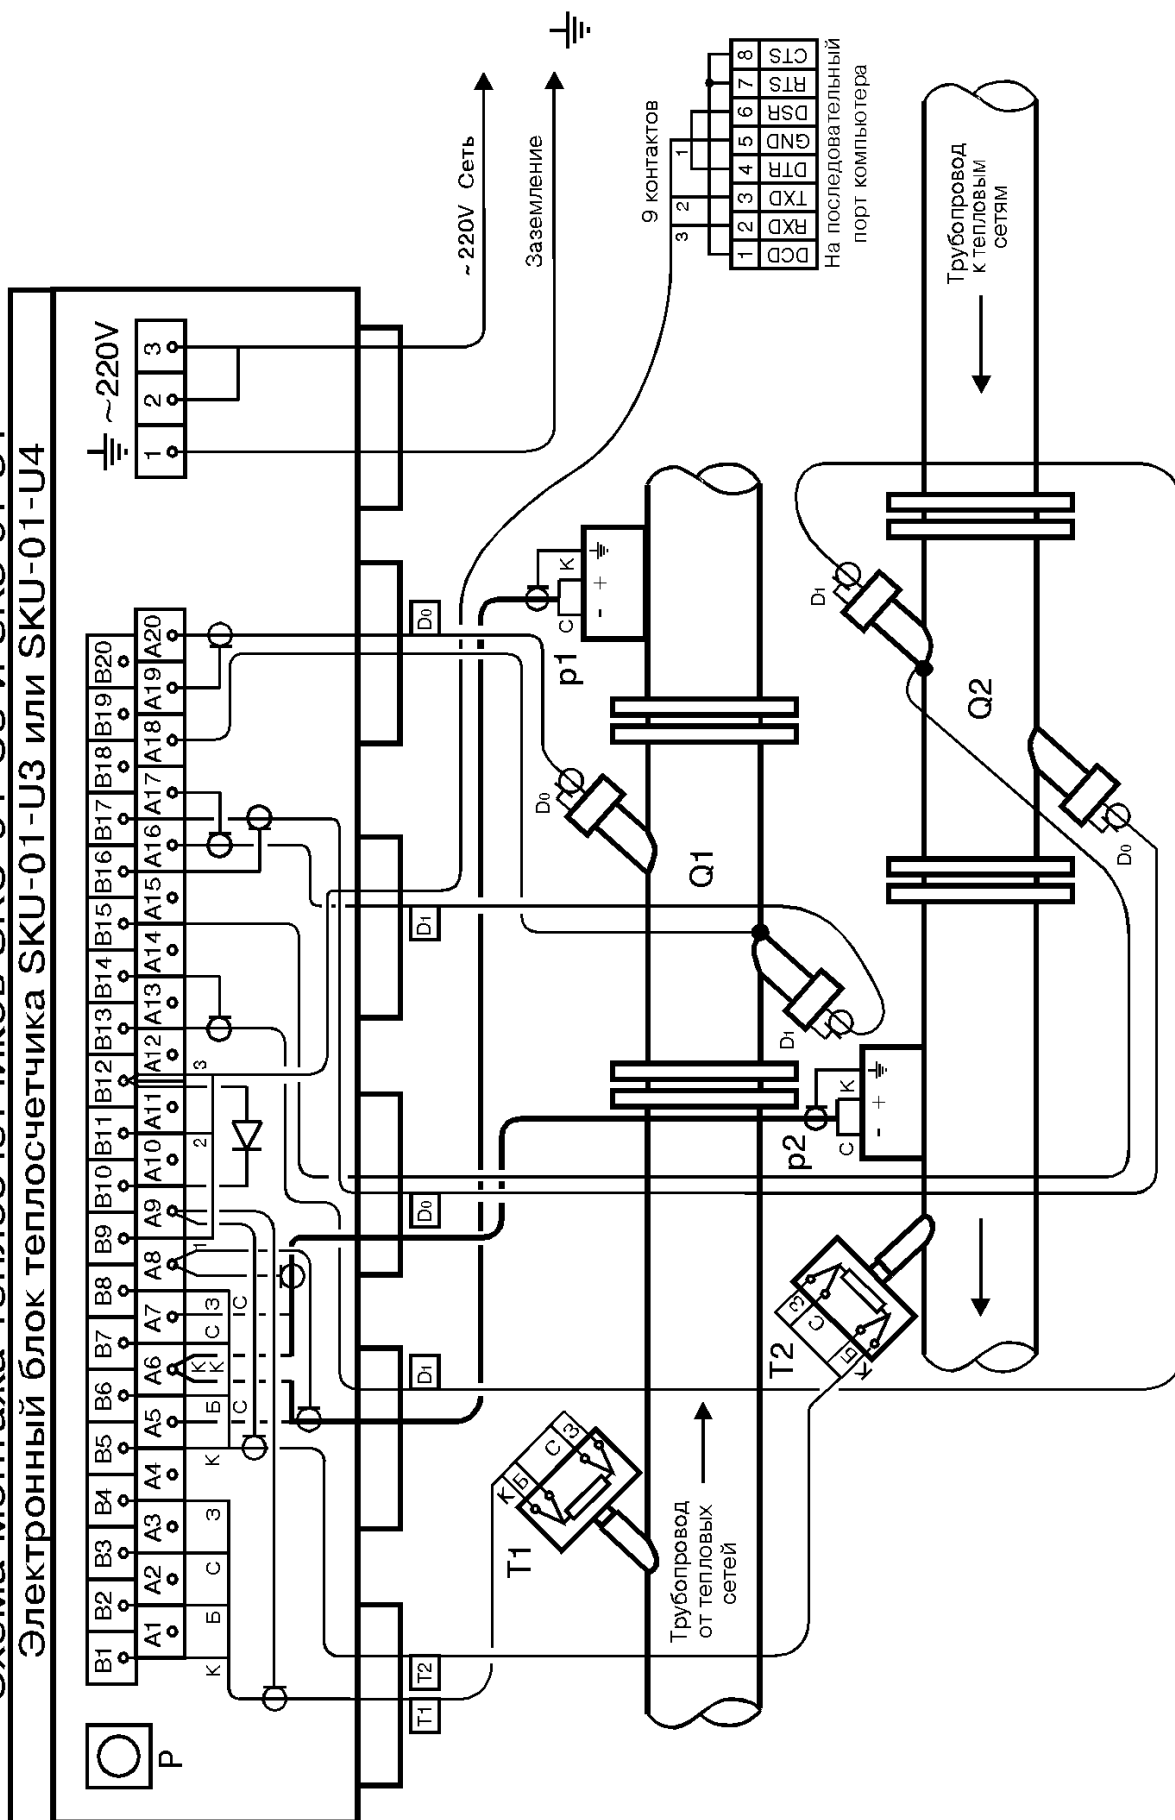 Электронный блок теплосчетчика SKU-01-U3 или SKU-01-U4
P
~220V
1 2 3
B1 B2 B3 B4 B5 B6 B7 B8 B9 B10 B11 B12 B13 B14 B15 B16 B17 B18 B19 B20
A1 A2 A3 A4 A5 A6 A7 A8 A9 A10 A11 A12 A13 A14 A15 A16 A17 A18 A19 A20
К Б С З К Б С З
К С К С
1 2 3
T1 T2 D1 D0 D1 D0
~220V Сеть
Заземление
9 контактов
3 2 1
1 2 3 4 5 6 7 8
DCD RXD TXD DTR GND DSR RTS CTS
На последовательный
порт компьютера
T1
К Б С З
p1
С К
- +
D0
Q1
D1
Трубопровод
от тепловых
сетей
T2
К Б С З
p2
С К
- +
D1
Q2
D0
Трубопровод
к тепловым
сетям